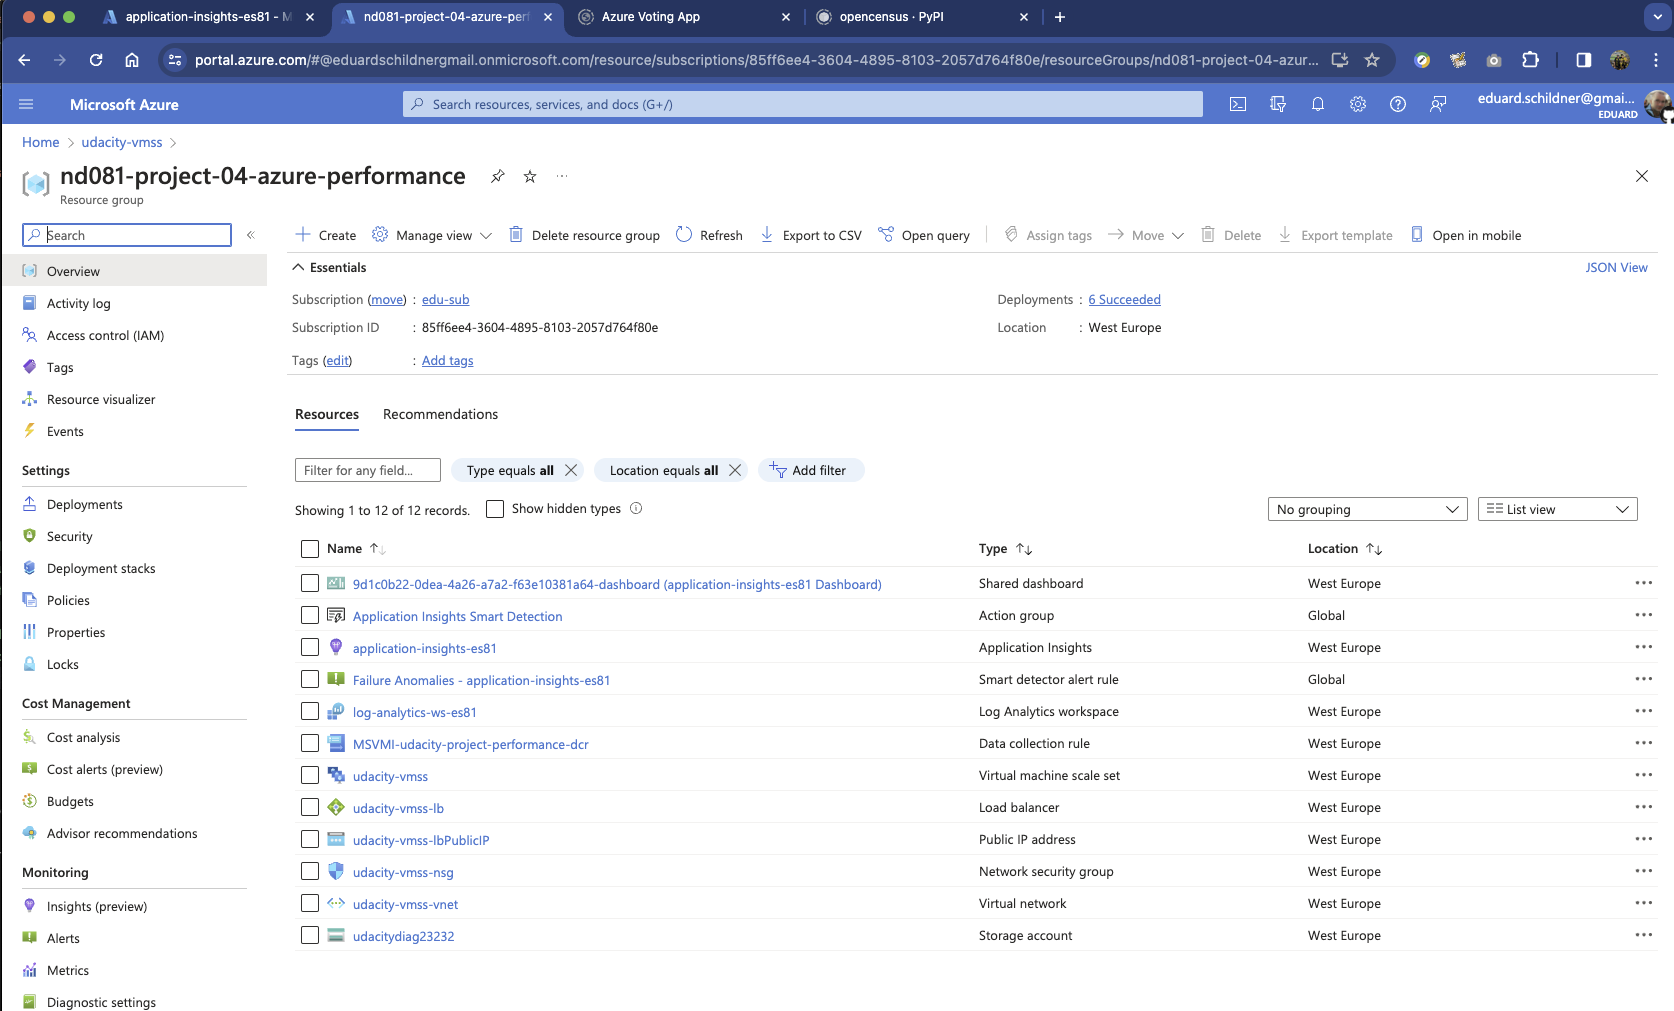 application-insights-es81 - M
nd081-project-04-azure-perf
Azure Voting App
opencensus · PyPI
portal.azure.com/#@eduardschildnergmail.onmicrosoft.com/resource/subscriptions/85ff6ee4-3604-4895-8103-2057d764f80e/resourceGroups/nd081-project-04-azur...
Microsoft Azure
Search resources, services, and docs (G+/)
eduard.schildner@gmai...
EDUARD
Home > udacity-vmss >
nd081-project-04-azure-performance
Resource group
Search
Create
Manage view
Delete resource group
Refresh
Export to CSV
Open query
Assign tags
Move
Delete
Export template
Open in mobile
Overview
Activity log
Access control (IAM)
Tags
Resource visualizer
Events
Settings
Deployments
Security
Deployment stacks
Policies
Properties
Locks
Cost Management
Cost analysis
Cost alerts (preview)
Budgets
Advisor recommendations
Monitoring
Insights (preview)
Alerts
Metrics
Diagnostic settings
Essentials
JSON View
Subscription (move) : edu-sub
Deployments : 6 Succeeded
Subscription ID : 85ff6ee4-3604-4895-8103-2057d764f80e
Location : West Europe
Tags (edit) : Add tags
Resources
Recommendations
Filter for any field...
Type equals all
Location equals all
Add filter
Showing 1 to 12 of 12 records.
Show hidden types
No grouping
List view
Name Type Location
9d1c0b22-0dea-4a26-a7a2-f63e10381a64-dashboard (application-insights-es81 Dashboard) Shared dashboard West Europe
Application Insights Smart Detection Action group Global
application-insights-es81 Application Insights West Europe
Failure Anomalies - application-insights-es81 Smart detector alert rule Global
log-analytics-ws-es81 Log Analytics workspace West Europe
MSVMI-udacity-project-performance-dcr Data collection rule West Europe
udacity-vmss Virtual machine scale set West Europe
udacity-vmss-lb Load balancer West Europe
udacity-vmss-lbPublicIP Public IP address West Europe
udacity-vmss-nsg Network security group West Europe
udacity-vmss-vnet Virtual network West Europe
udacitydiag23232 Storage account West Europe